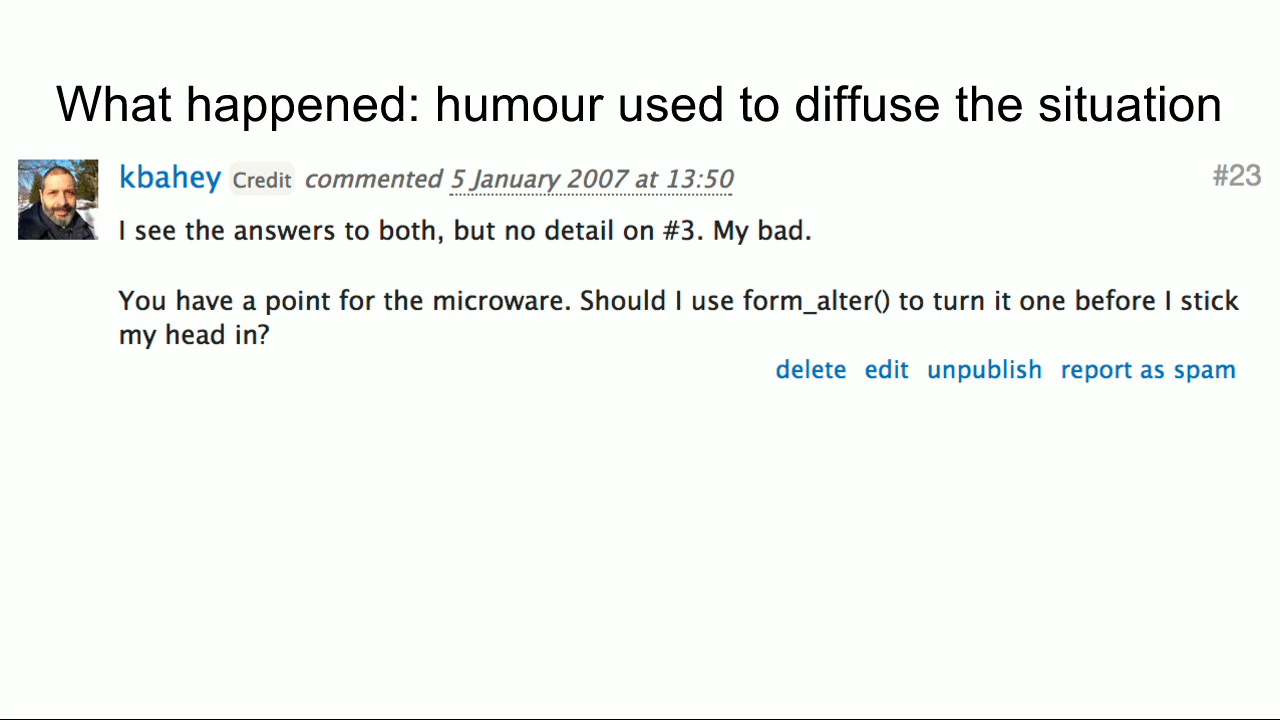 What happened: humour used to diffuse the situation
kbahey Credit commented 5 January 2007 at 13:50 #23
I see the answers to both, but no detail on #3. My bad.
You have a point for the microware. Should I use form_alter() to turn it one before I stick
my head in?
delete edit unpublish report as spam